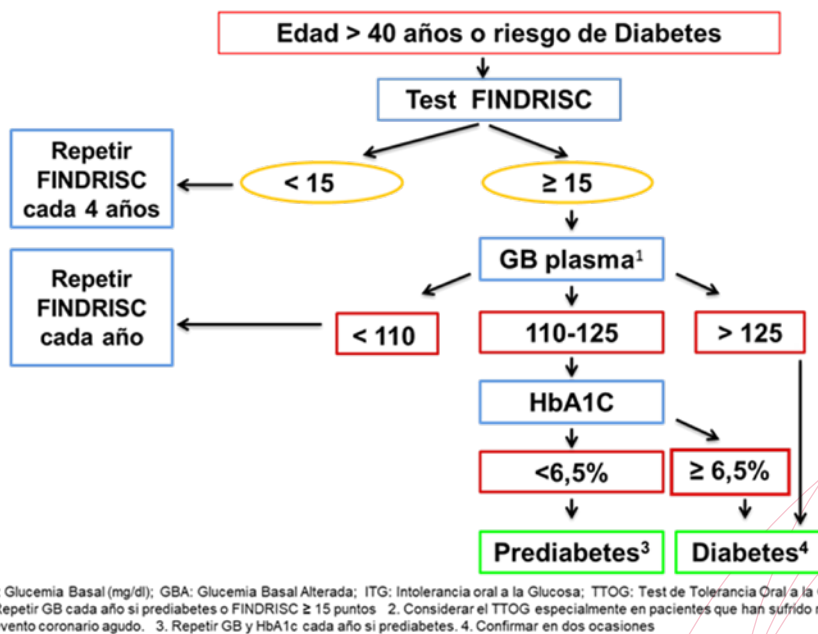 Edad > 40 años o riesgo de Diabetes
Test FINDRISC
Repetir
FINDRISC
cada 4 años
< 15
≥ 15
GB plasma¹
Repetir
FINDRISC
cada año
< 110
110-125
> 125
HbA1C
<6,5%
≥ 6,5%
Prediabetes³
Diabetes⁴
: Glucemia Basal (mg/dl); GBA: Glucemia Basal Alterada; ITG: Intolerancia oral a la Glucosa; TTOG: Test de Tolerancia Oral a la
Repetir GB cada año si prediabetes o FINDRISC ≥ 15 puntos 2. Considerar el TTOG especialmente en pacientes que han sufrido
evento coronario agudo. 3. Repetir GB y HbA1c cada año si prediabetes. 4. Confirmar en dos ocasiones